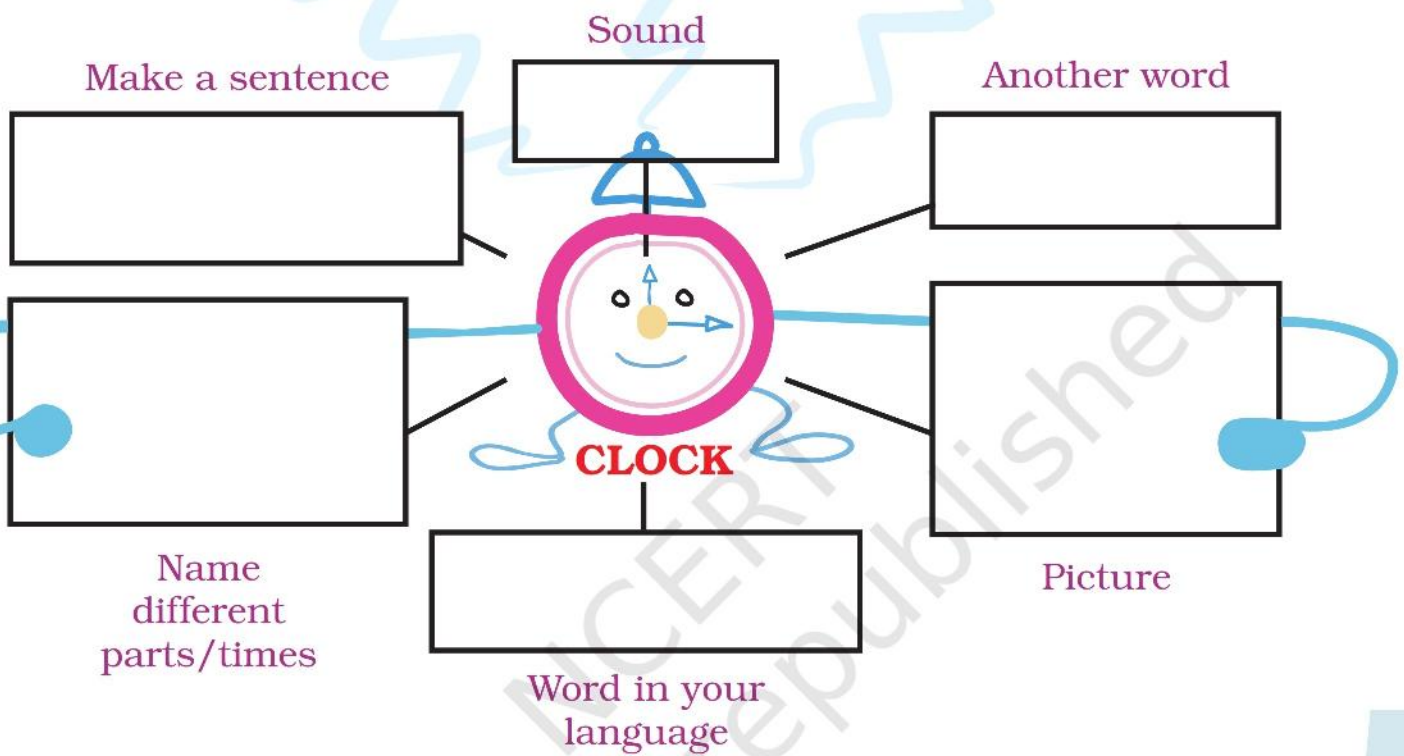 Sound
Make a sentence
Another word
CLOCK
Name
different
parts/times
Picture
Word in your
language
NCERT
republished